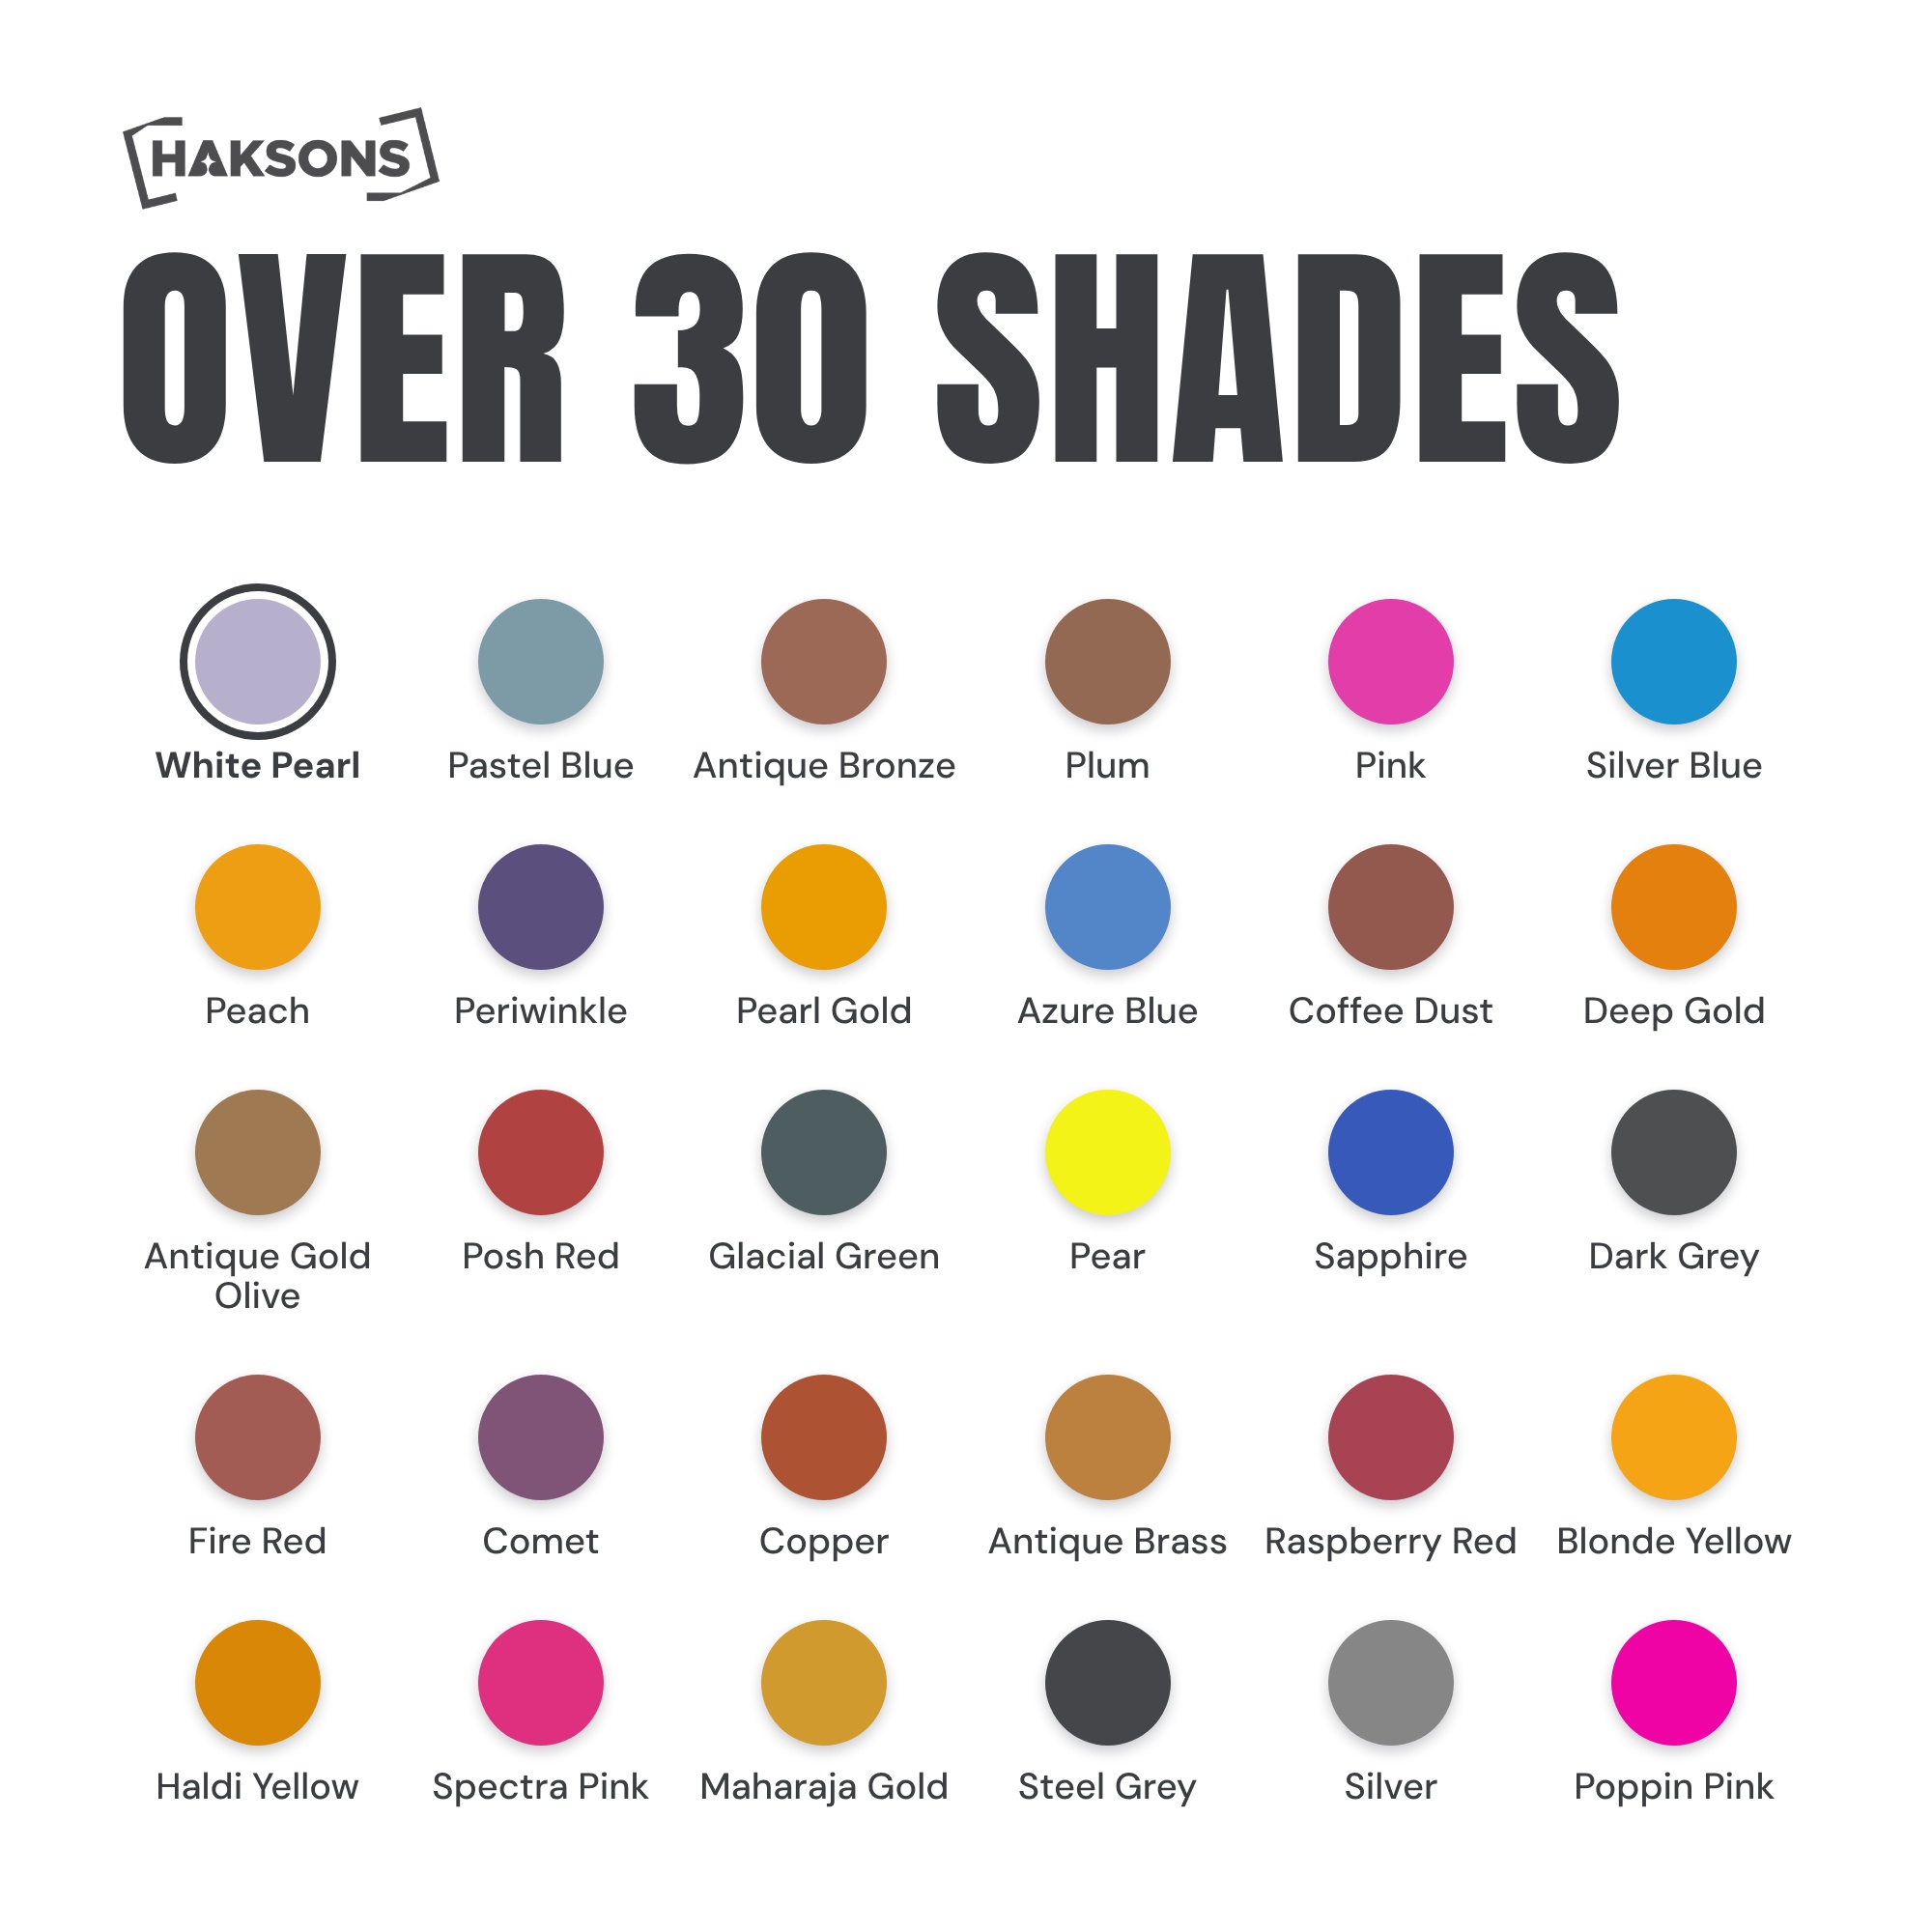 HAKSONS
OVER 30 SHADES
White Pearl
Pastel Blue
Antique Bronze
Plum
Pink
Silver Blue
Peach
Periwinkle
Pearl Gold
Azure Blue
Coffee Dust
Deep Gold
Antique Gold
Olive
Posh Red
Glacial Green
Pear
Sapphire
Dark Grey
Fire Red
Comet
Copper
Antique Brass
Raspberry Red
Blonde Yellow
Haldi Yellow
Spectra Pink
Maharaja Gold
Steel Grey
Silver
Poppin Pink